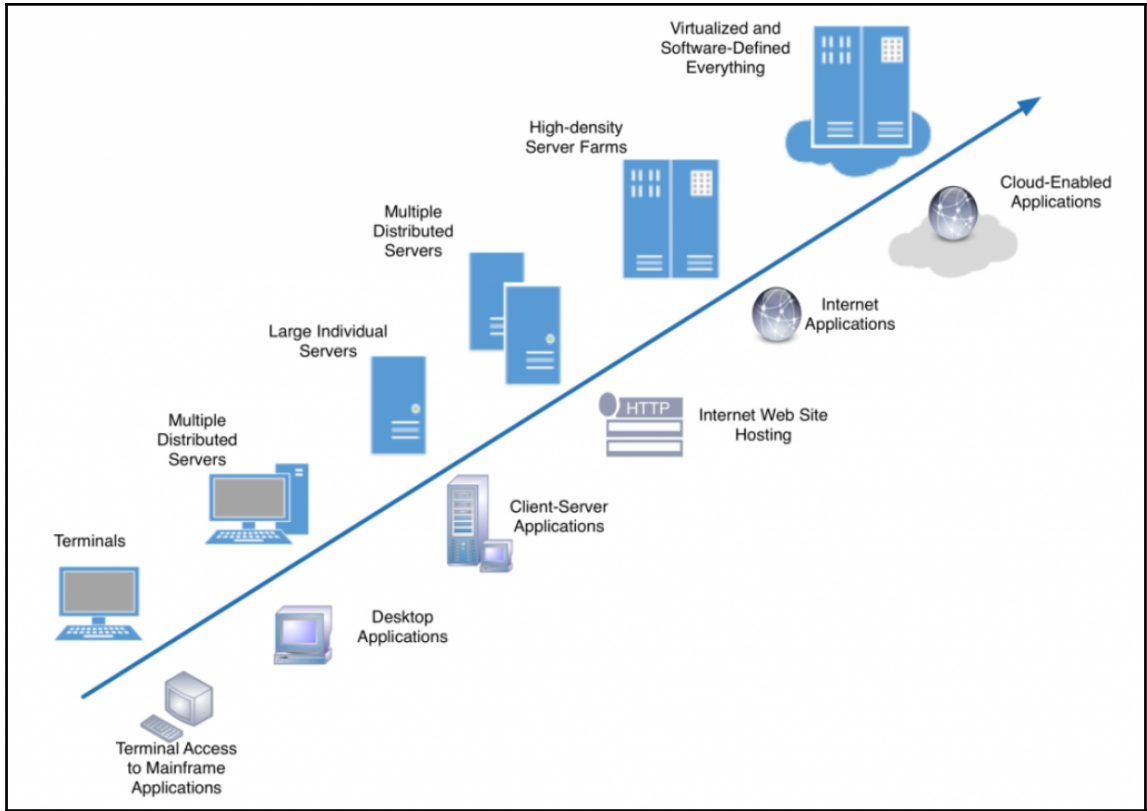 Virtualized and
Software-Defined
Everything
High-density
Server Farms
Cloud-Enabled
Applications
Multiple
Distributed
Servers
Internet
Applications
Large Individual
Servers
HTTP
Internet Web Site
Hosting
Multiple
Distributed
Servers
Client-Server
Applications
Terminals
Desktop
Applications
Terminal Access
to Mainframe
Applications